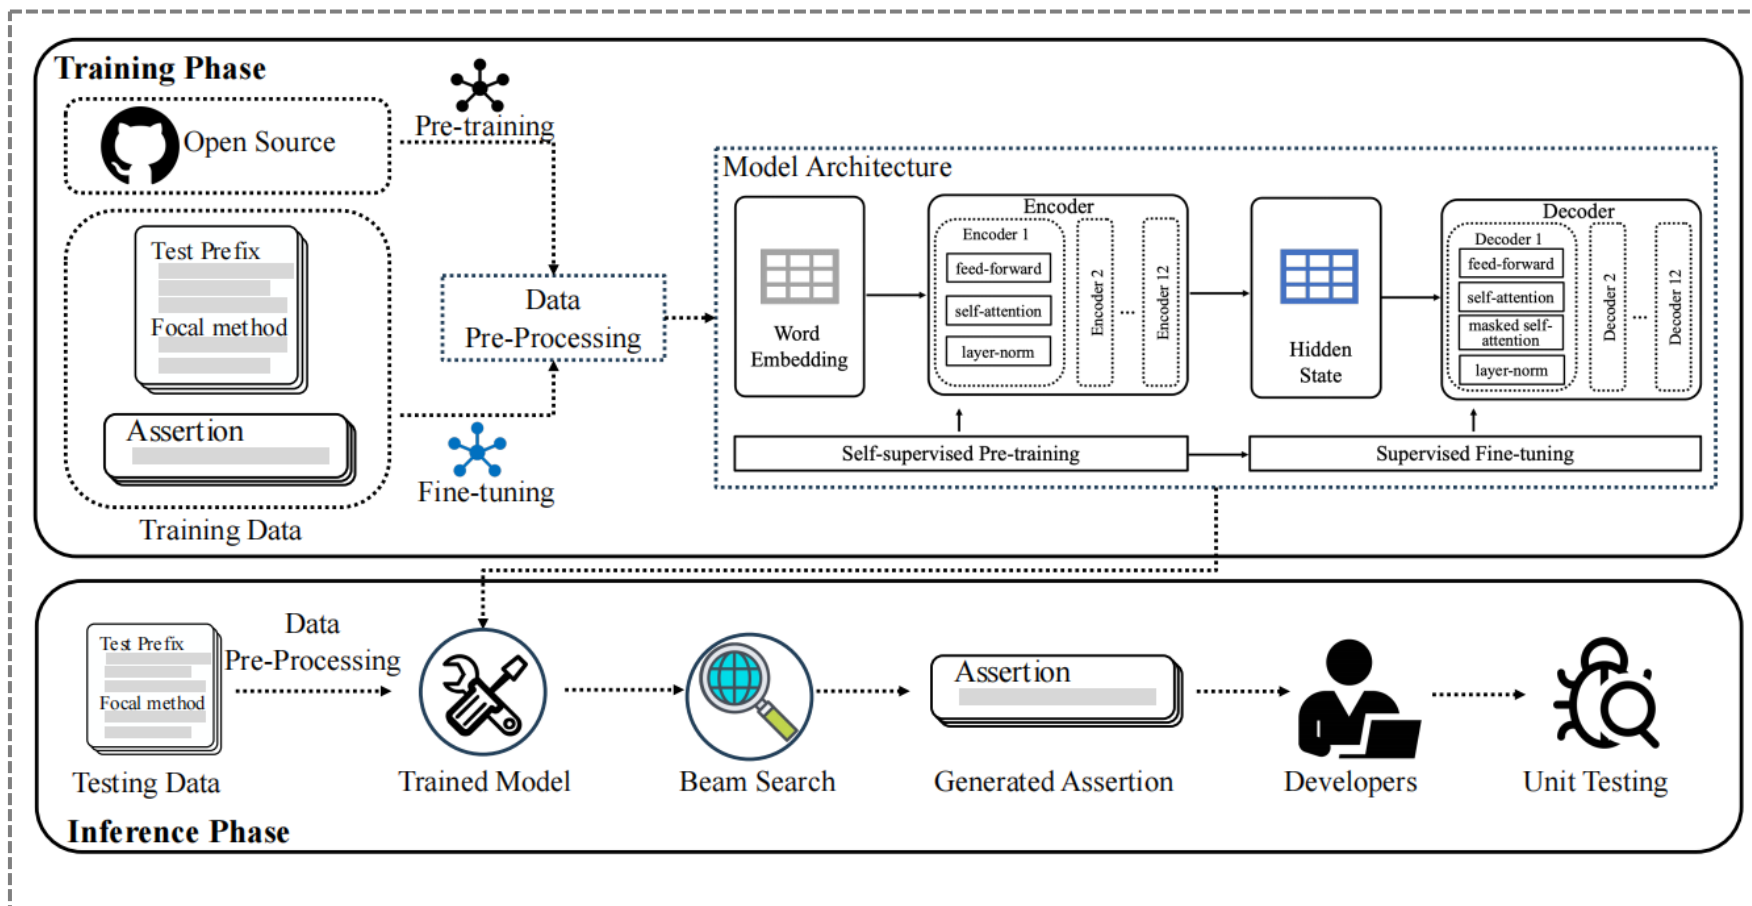 Training Phase
Open Source
Pre-training
Test Prefix
Focal method
Assertion
Training Data
Fine-tuning
Data
Pre-Processing
Model Architecture
Word
Embedding
Encoder
Encoder 1
feed-forward
self-attention
layer-norm
Encoder 2
...
Encoder 12
Hidden
State
Decoder
Decoder 1
feed-forward
self-attention
masked self-
attention
layer-norm
Decoder 2
...
Decoder 12
Self-supervised Pre-training
Supervised Fine-tuning
Test Prefix
Focal method
Testing Data
Data
Pre-Processing
Trained Model
Beam Search
Assertion
Generated Assertion
Developers
Unit Testing
Inference Phase